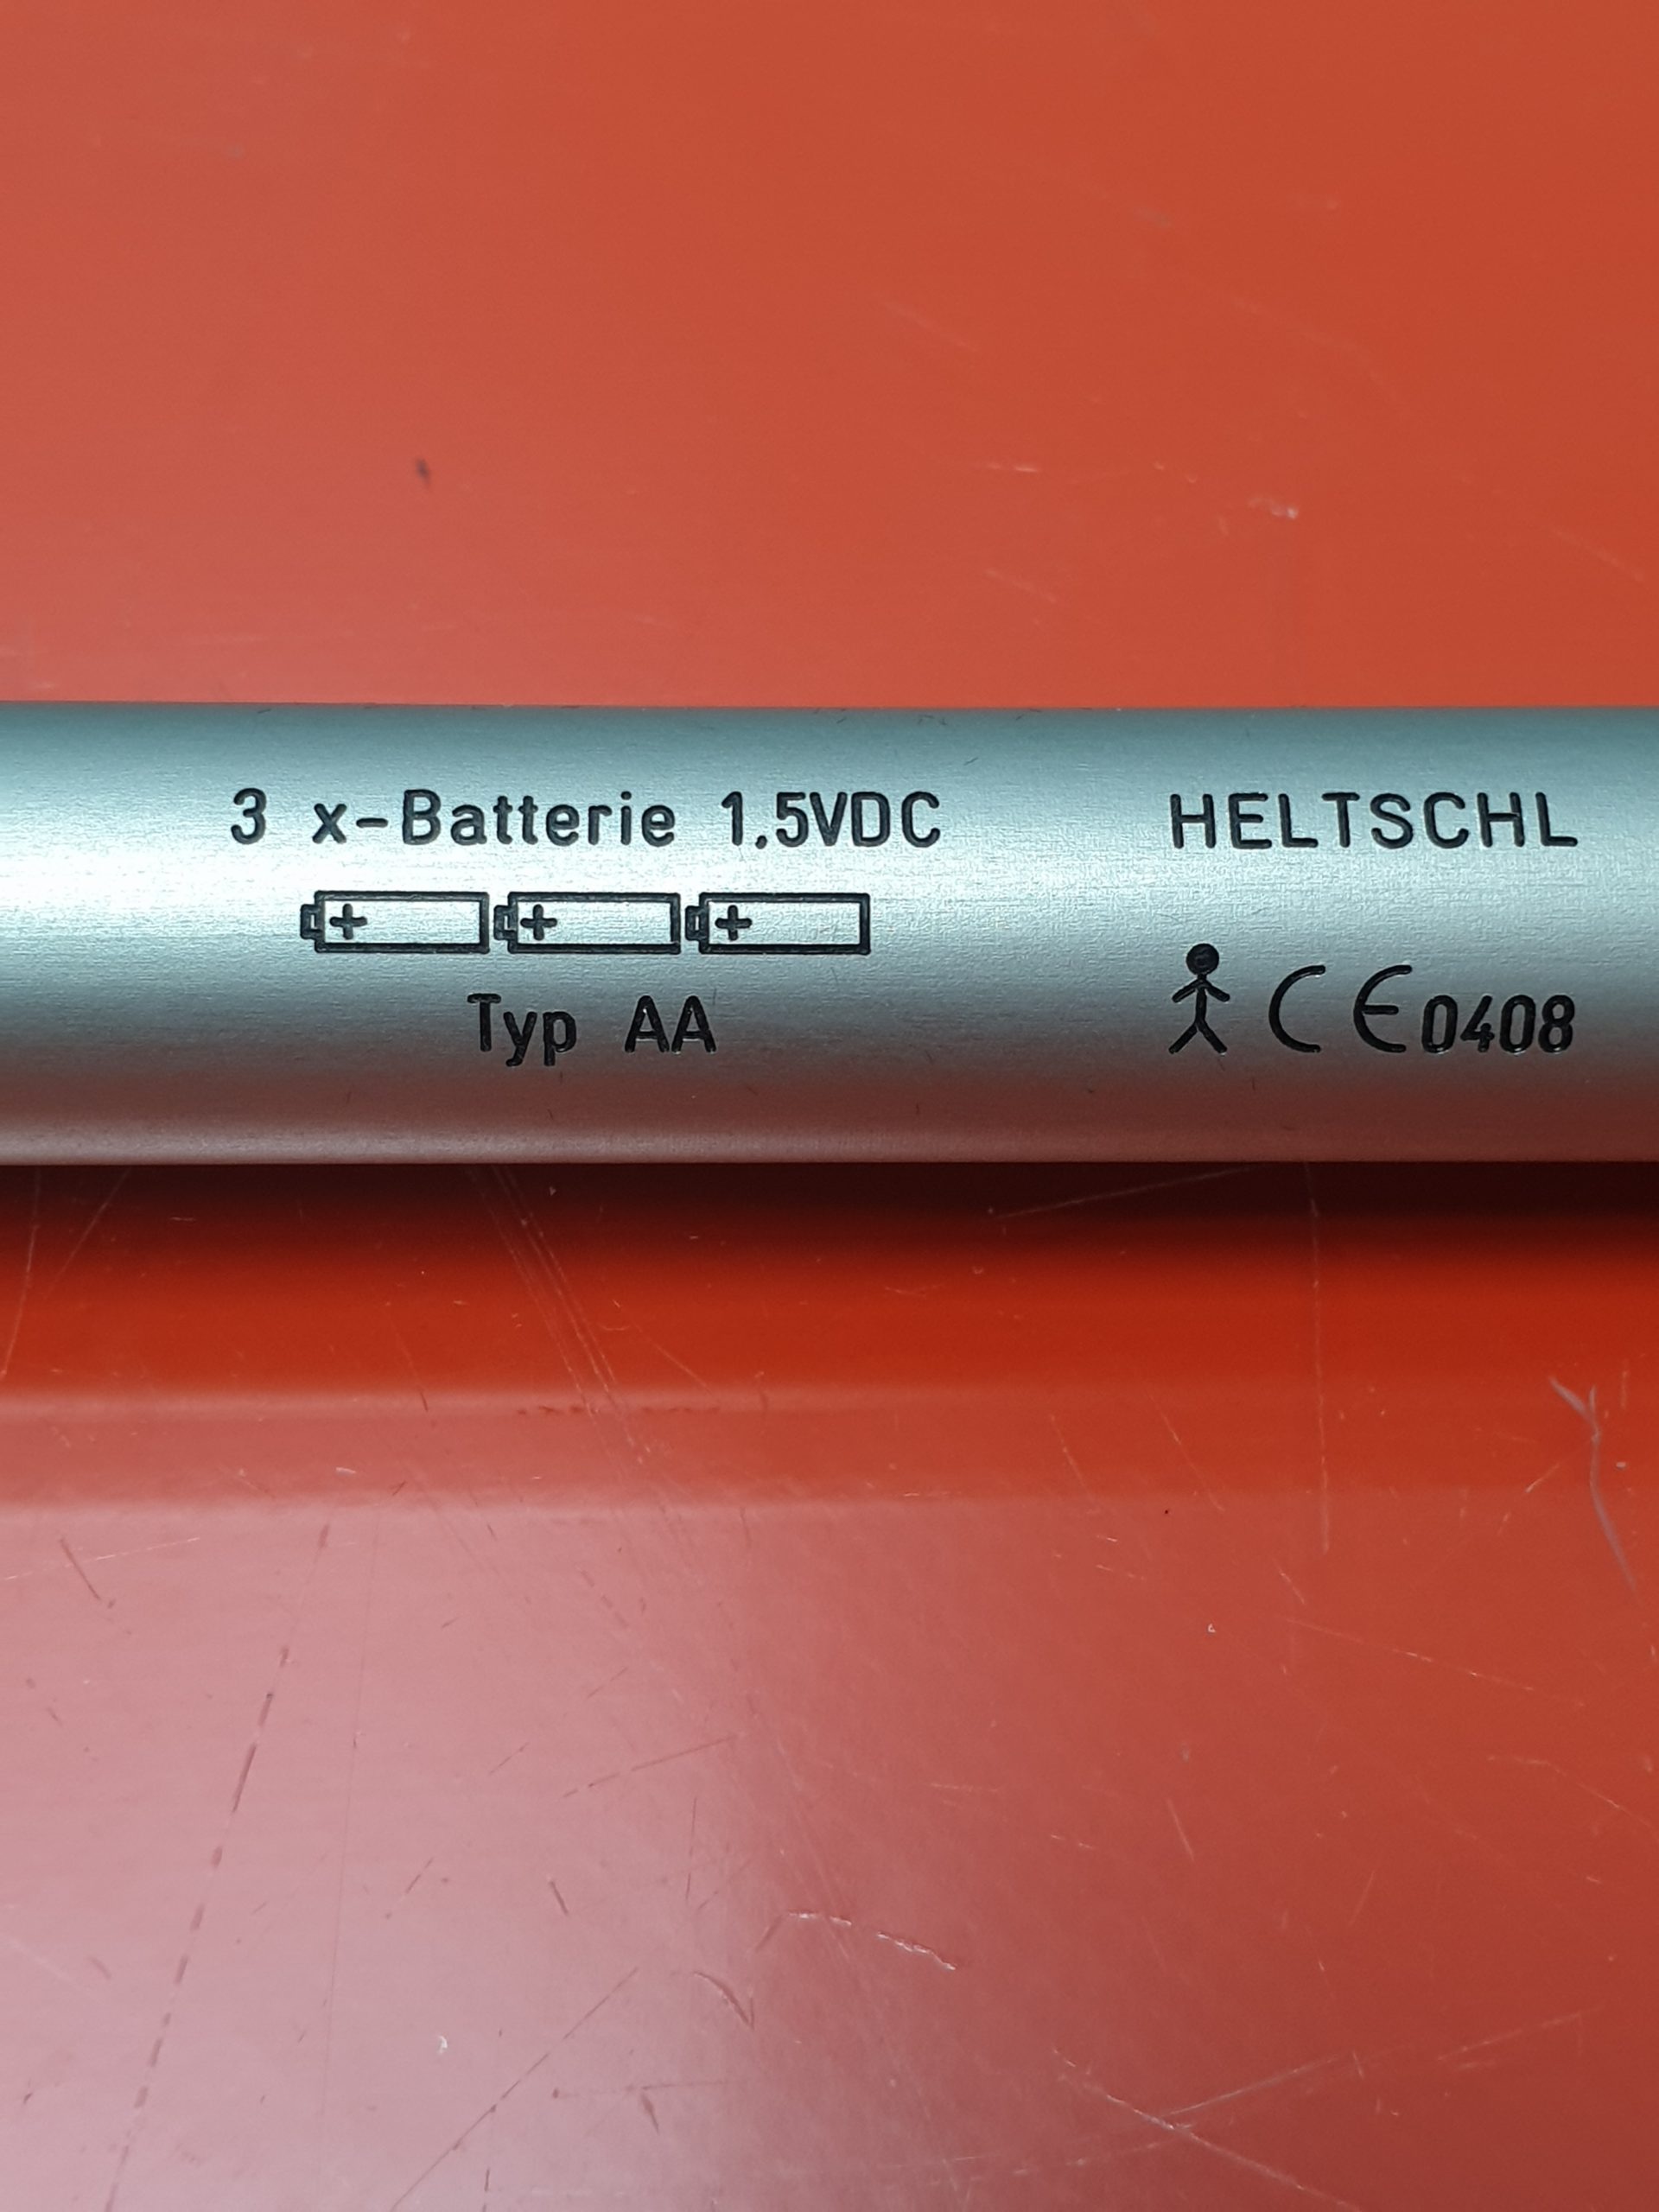 3 x-Batterie 1.5VDC
+ + +
Typ AA
HELTSCHL
CE0408